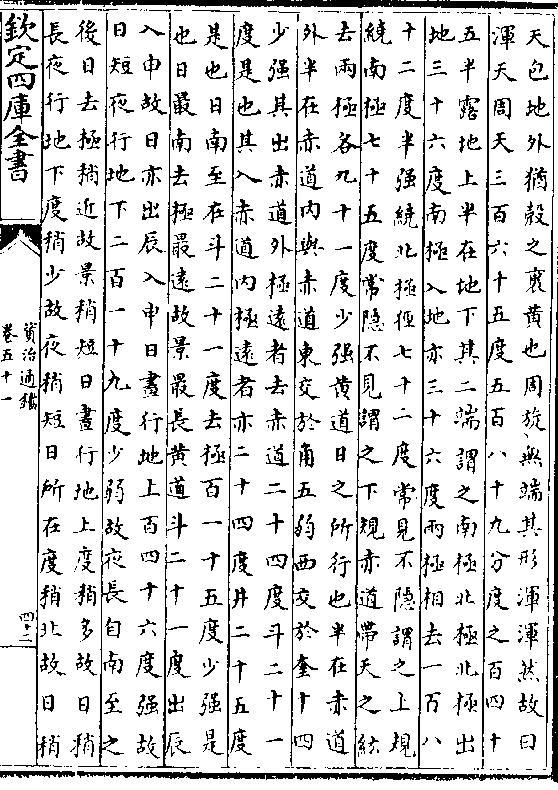 天包地外猶殼之裹黄也周旋無端其形渾渾然故曰
渾天周天三百六十五度五百八十九分度之百四十
五半露地上半在地下其二端謂之南極北極北極出
地三十六度南極入地亦三十六度兩極相去一百八
十二度半强繞北極徑七十二度常見不隱謂之上規
繞南極七十五度常隱不見謂之下規赤道帶天之紘
去兩極各九十一度少强黄道日之所行也半在赤道
外半在赤道内與赤道東交於角五弱西交於奎十四
少强其出赤道外極遠者去赤道二十四度斗二十一
度是也其入赤道内極遠者亦二十四度井二十五度
是也日南至在斗二十一度去極百一十五度少强是
也日最南去極最遠故景最長黄道斗二十一度出辰
入申故日亦出辰入申日晝行地上百四十六度强故
日短夜行地下二百一十九度少弱故夜長自南至之
後日去極稍近故景稍短日晝行地上度稍多故日稍
長夜行地下度稍少故夜稍短日所在度稍北故日稍
欽定四庫全書
資治通鑑
卷五十一
四十二